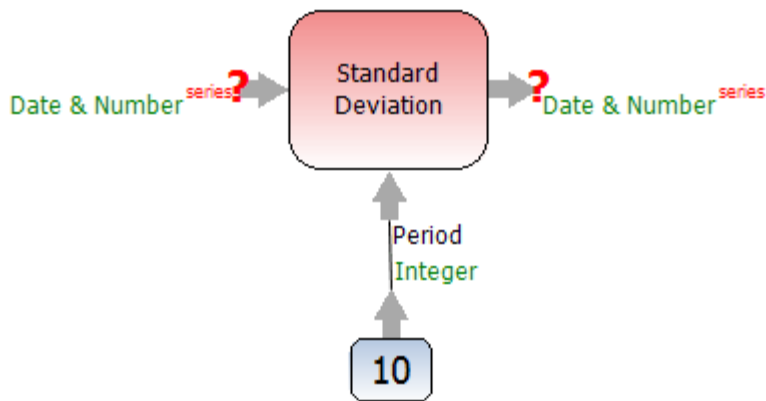 Standard
Deviation
Date & Number series ?
? Date & Number series
Period
Integer
10